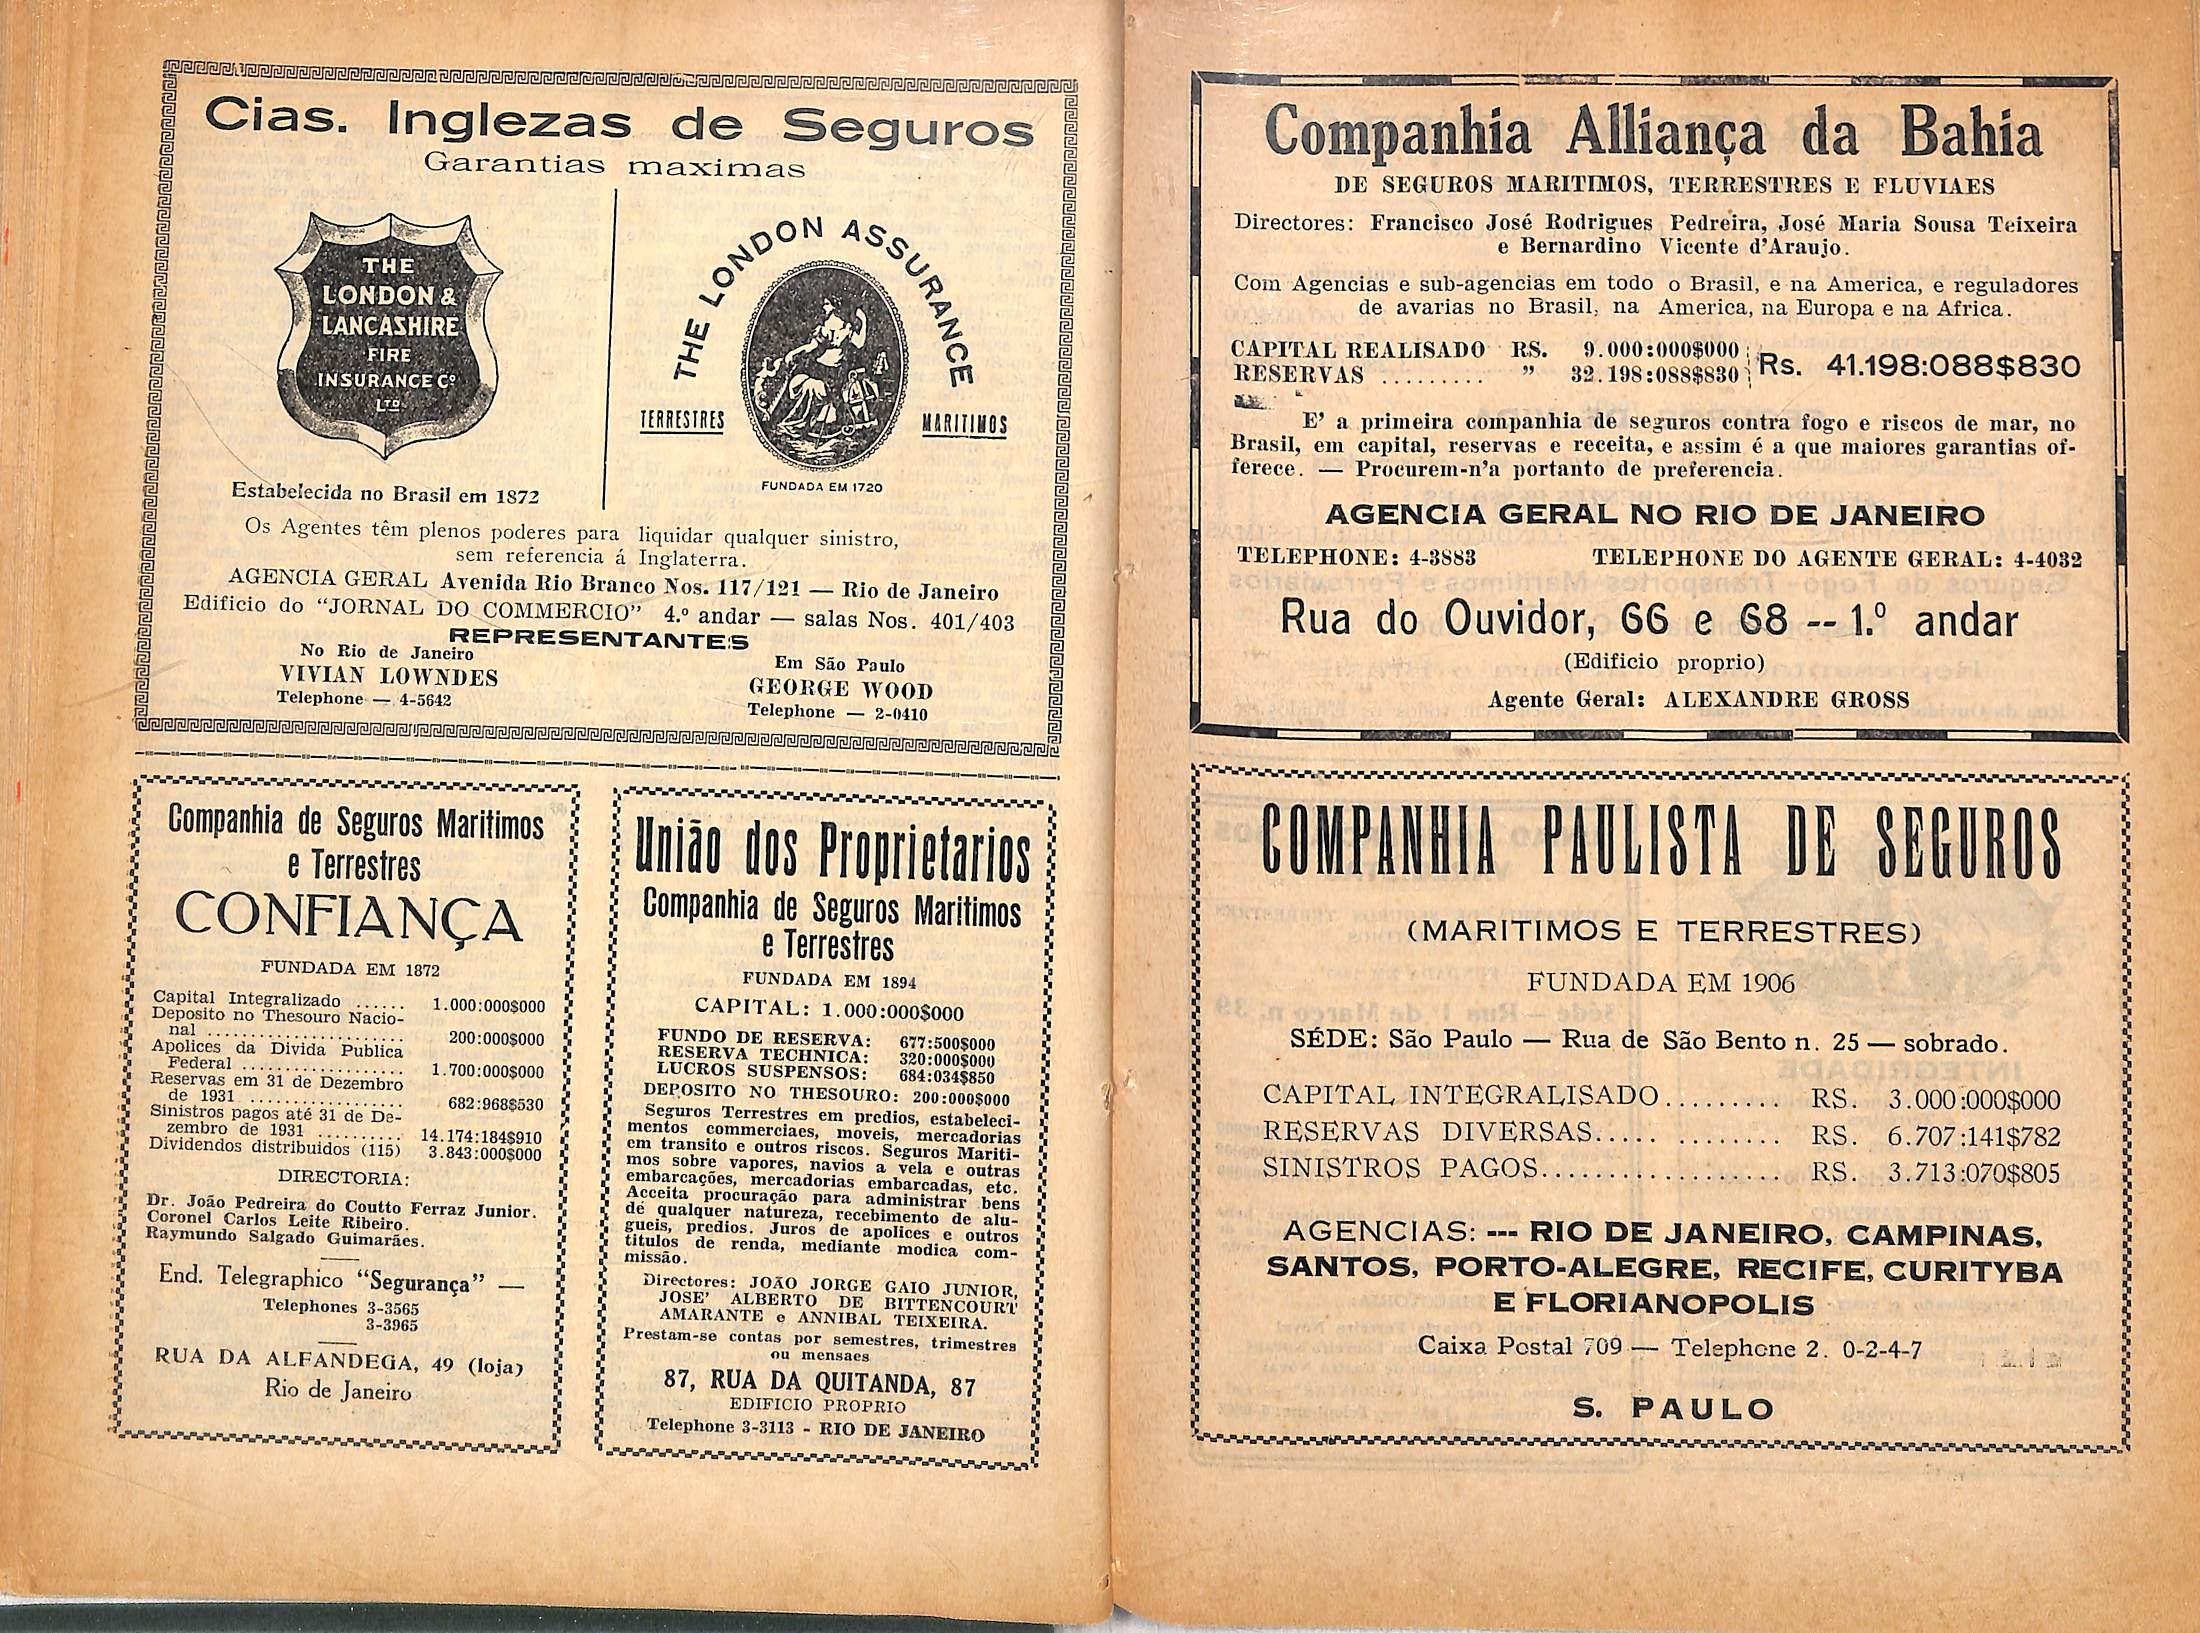 Cias. Inglezas de Seguros
Garantias maximas
THE
LONDON &
LANCASHIRE
FIRE
INSURANCE Cº
LTD
Estabelecida no Brasil em 1872
THE LONDON ASSURANCE
TERRESTRES
MARITIMOS
FUNDADA EM 1720
Os Agentes têm plenos poderes para liquidar qualquer sinistro,
sem referencia á Inglaterra.
AGENCIA GERAL Avenida Rio Branco Nos. 117/121 — Rio de Janeiro
Edificio do “JORNAL DO COMMERCIO” 4.º andar — salas Nos. 401/403
REPRESENTANTES
No Rio de Janeiro
VIVIAN LOWNDES
Telephone — 4-5642
Em São Paulo
GEORGE WOOD
Telephone — 2-0410
Companhia de Seguros Maritimos
e Terrestres
CONFIANÇA
FUNDADA EM 1872
Capital Integralizado ...... 1.000:000$000
Deposito no Thesouro Nacio-
nal .................... 200:000$000
Apolices da Divida Publica
Federal ................... 1.700:000$000
Reservas em 31 de Dezembro
de 1931 .................. 682:968$530
Sinistros pagos até 31 de De-
zembro de 1931 .......... 14.174:184$910
Dividendos distribuidos (115) 3.843:000$000
DIRECTORIA:
Dr. João Pedreira do Coutto Ferraz Junior.
Coronel Carlos Leite Ribeiro.
Raymundo Salgado Guimarães.
End. Telegraphico “Segurança” —
Telephones 3-3565
3-3965
RUA DA ALFANDEGA, 49 (loja)
Rio de Janeiro
União dos Proprietarios
Companhia de Seguros Maritimos
e Terrestres
FUNDADA EM 1894
CAPITAL: 1.000:000$000
FUNDO DE RESERVA: 677:500$000
RESERVA TECHNICA: 320:000$000
LUCROS SUSPENSOS: 684:034$850
DEPOSITO NO THESOURO: 200:000$000
Seguros Terrestres em predios, estabeleci-
mentos commerciaes, moveis, mercadorias
em transito e outros riscos. Seguros Mariti-
mos sobre vapores, navios a vela e outras
embarcações, mercadorias embarcadas, etc.
Acceita procuração para administrar bens
de qualquer natureza, recebimento de alu-
gueis, predios. Juros de apolices e outros
titulos de renda, mediante modica com-
missão.
Directores: JOÃO JORGE GAIO JUNIOR,
JOSE' ALBERTO DE BITTENCOURT
AMARANTE e ANNIBAL TEIXEIRA.
Prestam-se contas por semestres, trimestres
ou mensaes
87, RUA DA QUITANDA, 87
EDIFICIO PROPRIO
Telephone 3-3113 - RIO DE JANEIRO
Companhia Alliança da Bahia
DE SEGUROS MARITIMOS, TERRESTRES E FLUVIAES
Directores: Francisco José Rodrigues Pedreira, José Maria Sousa Teixeira
e Bernardino Vicente d'Araujo.
Com Agencias e sub-agencias em todo o Brasil, e na America, e reguladores
de avarias no Brasil, na America, na Europa e na Africa.
CAPITAL REALISADO RS. 9.000:000$000
RESERVAS ......... ” 32.198:088$830
Rs. 41.198:088$830
E' a primeira companhia de seguros contra fogo e riscos de mar, no
Brasil, em capital, reservas e receita, e assim é a que maiores garantias of-
ferece. — Procurem-n'a portanto de preferencia.
AGENCIA GERAL NO RIO DE JANEIRO
TELEPHONE: 4-3883 TELEPHONE DO AGENTE GERAL: 4-4032
Rua do Ouvidor, 66 e 68 -- 1.º andar
(Edificio proprio)
Agente Geral: ALEXANDRE GROSS
COMPANHIA PAULISTA DE SEGUROS
(MARITIMOS E TERRESTRES)
FUNDADA EM 1906
SÉDE: São Paulo — Rua de São Bento n. 25 — sobrado.
CAPITAL INTEGRALISADO......... RS. 3.000:000$000
RESERVAS DIVERSAS..... ........ RS. 6.707:141$782
SINISTROS PAGOS.................. RS. 3.713:070$805
AGENCIAS: --- RIO DE JANEIRO, CAMPINAS,
SANTOS, PORTO-ALEGRE, RECIFE, CURITYBA
E FLORIANOPOLIS
Caixa Postal 709 — Telephone 2. 0-2-4-7
S. PAULO